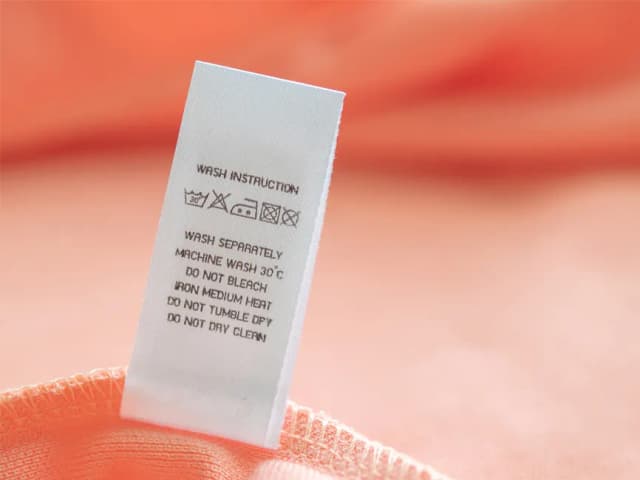 WASH INSTRUCTION
30°
WASH SEPARATELY
MACHINE WASH 30°C
DO NOT BLEACH
IRON MEDIUM HEAT
DO NOT TUMBLE DRY
DO NOT DRY CLEAN